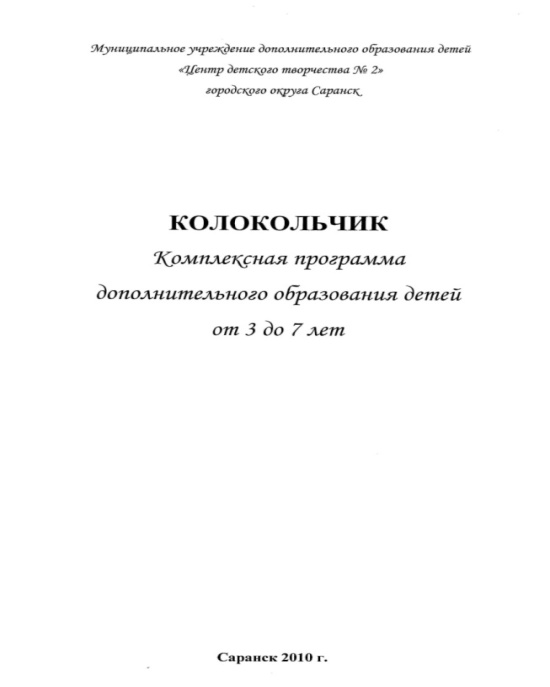 Муниципальное учреждение дополнительного образования детей
«Центр детского творчества № 2»
городского округа Саранск
КОЛОКОЛЬЧИК
Комплексная программа
дополнительного образования детей
от 3 до 7 лет
Саранск 2010 г.